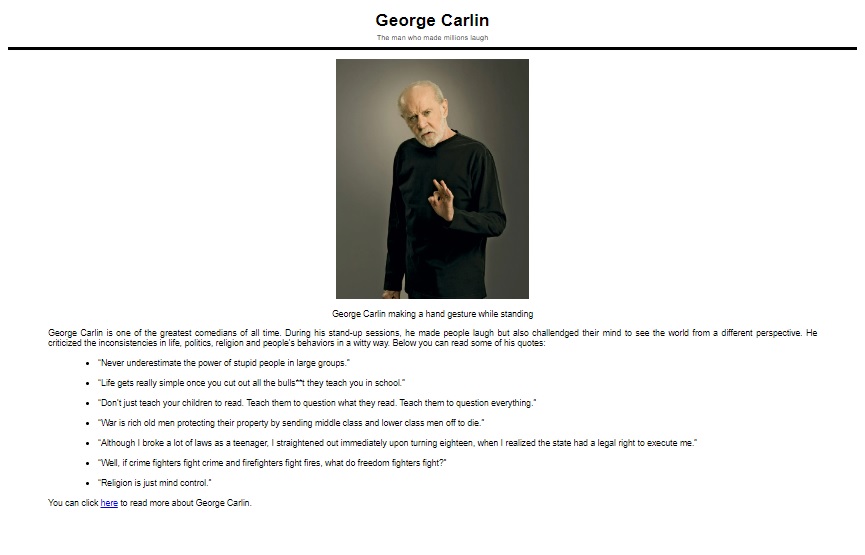 George Carlin
The man who made millions laugh
George Carlin making a hand gesture while standing
George Carlin is one of the greatest comedians of all time. During his stand-up sessions, he made people laugh but also challendged their mind to see the world from a different perspective. He
criticized the inconsistencies in life, politics, religion and people's behaviors in a witty way. Below you can read some of his quotes:
• "Never underestimate the power of stupid people in large groups."
• "Life gets really simple once you cut out all the bulls**t they teach you in school."
• "Don't just teach your children to read. Teach them to question what they read. Teach them to question everything."
• "War is rich old men protecting their property by sending middle class and lower class men off to die."
• "Although I broke a lot of laws as a teenager, I straightened out immediately upon turning eighteen, when I realized the state had a legal right to execute me."
• "Well, if crime fighters fight crime and firefighters fight fires, what do freedom fighters fight?"
• "Religion is just mind control."
You can click here to read more about George Carlin.